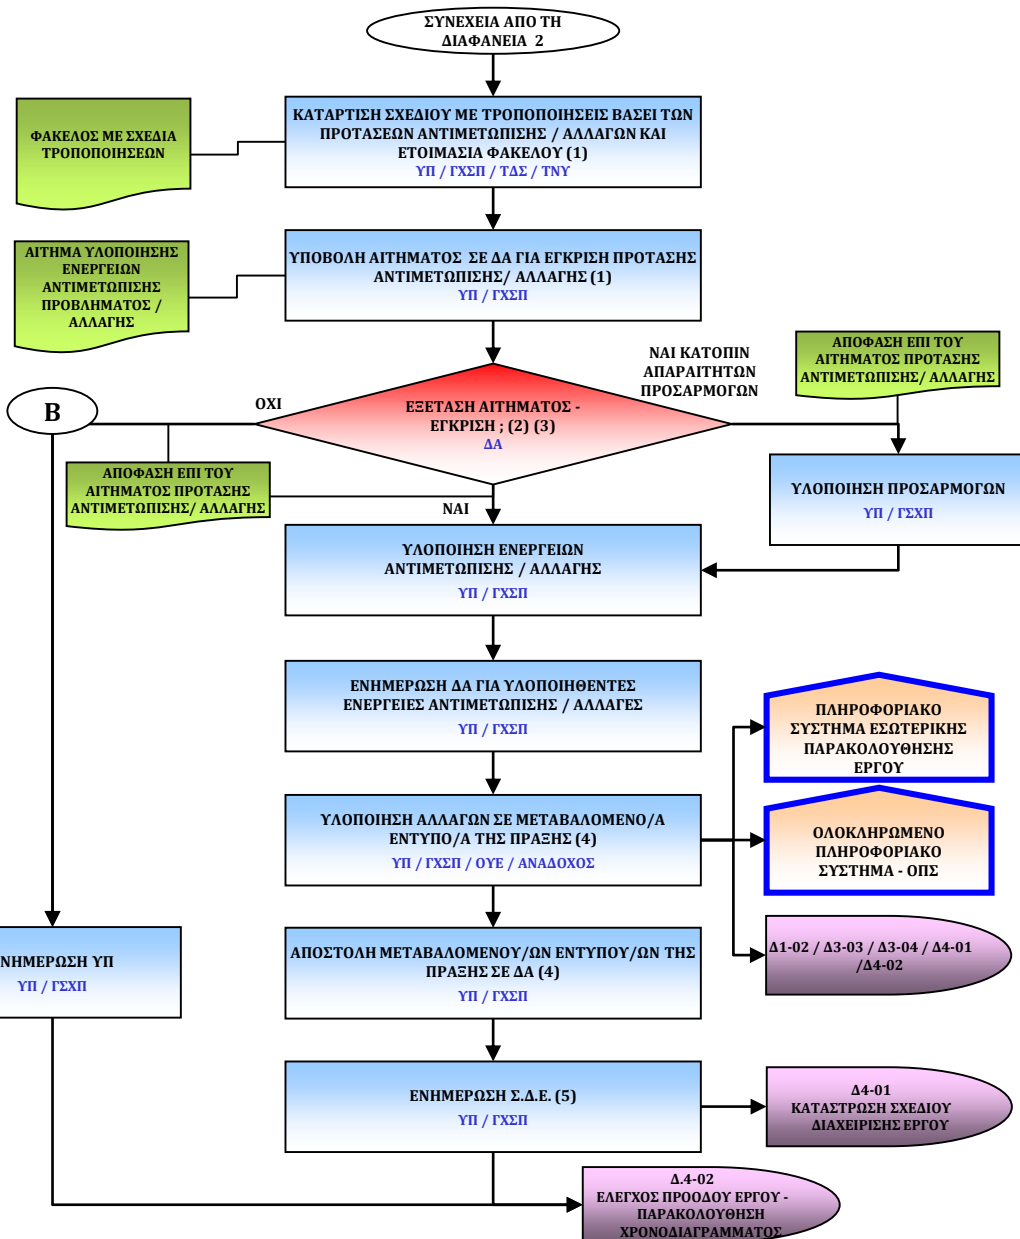 ΣΥΝΕΧΕΙΑ ΑΠΟ ΤΗ
ΔΙΑΦΑΝΕΙΑ 2
ΚΑΤΑΡΤΙΣΗ ΣΧΕΔΙΟΥ ΜΕ ΤΡΟΠΟΠΟΙΗΣΕΙΣ ΒΑΣΕΙ ΤΩΝ
ΠΡΟΤΑΣΕΩΝ ΑΝΤΙΜΕΤΩΠΙΣΗΣ / ΑΛΛΑΓΩΝ ΚΑΙ
ΕΤΟΙΜΑΣΙΑ ΦΑΚΕΛΟΥ (1)
ΥΠ / ΓΧΣΠ / ΤΔΣ / ΤΝΥ
ΦΑΚΕΛΟΣ ΜΕ ΣΧΕΔΙΑ
ΤΡΟΠΟΠΟΙΗΣΕΩΝ
ΥΠΟΒΟΛΗ ΑΙΤΗΜΑΤΟΣ ΣΕ ΔΑ ΓΙΑ ΕΓΚΡΙΣΗ ΠΡΟΤΑΣΗΣ
ΑΝΤΙΜΕΤΩΠΙΣΗΣ/ ΑΛΛΑΓΗΣ (1)
ΥΠ / ΓΧΣΠ
ΑΙΤΗΜΑ ΥΛΟΠΟΙΗΣΗΣ
ΕΝΕΡΓΕΙΩΝ
ΑΝΤΙΜΕΤΩΠΙΣΗΣ
ΠΡΟΒΛΗΜΑΤΟΣ /
ΑΛΛΑΓΗΣ
ΝΑΙ ΚΑΤΟΠΙΝ
ΑΠΑΡΑΙΤΗΤΩΝ
ΠΡΟΣΑΡΜΟΓΩΝ
ΑΠΟΦΑΣΗ ΕΠΙ ΤΟΥ
ΑΙΤΗΜΑΤΟΣ ΠΡΟΤΑΣΗΣ
ΑΝΤΙΜΕΤΩΠΙΣΗΣ/ ΑΛΛΑΓΗΣ
Β
ΟΧΙ
ΕΞΕΤΑΣΗ ΑΙΤΗΜΑΤΟΣ -
ΕΓΚΡΙΣΗ ; (2) (3)
ΔΑ
ΑΠΟΦΑΣΗ ΕΠΙ ΤΟΥ
ΑΙΤΗΜΑΤΟΣ ΠΡΟΤΑΣΗΣ
ΑΝΤΙΜΕΤΩΠΙΣΗΣ/ ΑΛΛΑΓΗΣ
ΝΑΙ
ΥΛΟΠΟΙΗΣΗ ΠΡΟΣΑΡΜΟΓΩΝ
ΥΠ / ΓΣΧΠ
ΥΛΟΠΟΙΗΣΗ ΕΝΕΡΓΕΙΩΝ
ΑΝΤΙΜΕΤΩΠΙΣΗΣ / ΑΛΛΑΓΗΣ
ΥΠ / ΓΧΣΠ
ΕΝΗΜΕΡΩΣΗ ΔΑ ΓΙΑ ΥΛΟΠΟΙΗΘΕΝΤΕΣ
ΕΝΕΡΓΕΙΕΣ ΑΝΤΙΜΕΤΩΠΙΣΗΣ / ΑΛΛΑΓΕΣ
ΥΠ / ΓΧΣΠ
ΠΛΗΡΟΦΟΡΙΑΚΟ
ΣΥΣΤΗΜΑ ΕΣΩΤΕΡΙΚΗΣ
ΠΑΡΑΚΟΛΟΥΘΗΣΗΣ
ΕΡΓΟΥ
ΥΛΟΠΟΙΗΣΗ ΑΛΛΑΓΩΝ ΣΕ ΜΕΤΑΒΑΛΟΜΕΝΟ/Α
ΕΝΤΥΠΟ/Α ΤΗΣ ΠΡΑΞΗΣ (4)
ΥΠ / ΓΧΣΠ / ΟΥΕ / ΑΝΑΔΟΧΟΣ
ΟΛΟΚΛΗΡΩΜΕΝΟ
ΠΛΗΡΟΦΟΡΙΑΚΟ
ΣΥΣΤΗΜΑ - ΟΠΣ
ΝΗΜΕΡΩΣΗ ΥΠ
ΥΠ / ΓΣΧΠ
ΑΠΟΣΤΟΛΗ ΜΕΤΑΒΑΛΟΜΕΝΟΥ/ΩΝ ΕΝΤΥΠΟΥ/ΩΝ ΤΗΣ
ΠΡΑΞΗΣ ΣΕ ΔΑ (4)
ΥΠ / ΓΧΣΠ
Δ1-02 / Δ3-03 / Δ3-04 / Δ4-01
/Δ4-02
ΕΝΗΜΕΡΩΣΗ Σ.Δ.Ε. (5)
ΥΠ / ΓΧΣΠ
Δ4-01
ΚΑΤΑΣΤΡΩΣΗ ΣΧΕΔΙΟΥ
ΔΙΑΧΕΙΡΙΣΗΣ ΕΡΓΟΥ
Δ.4-02
ΕΛΕΓΧΟΣ ΠΡΟΟΔΟΥ ΕΡΓΟΥ -
ΠΑΡΑΚΟΛΟΥΘΗΣΗ
ΧΡΟΝΟΔΙΑΓΡΑΜΜΑΤΟΣ